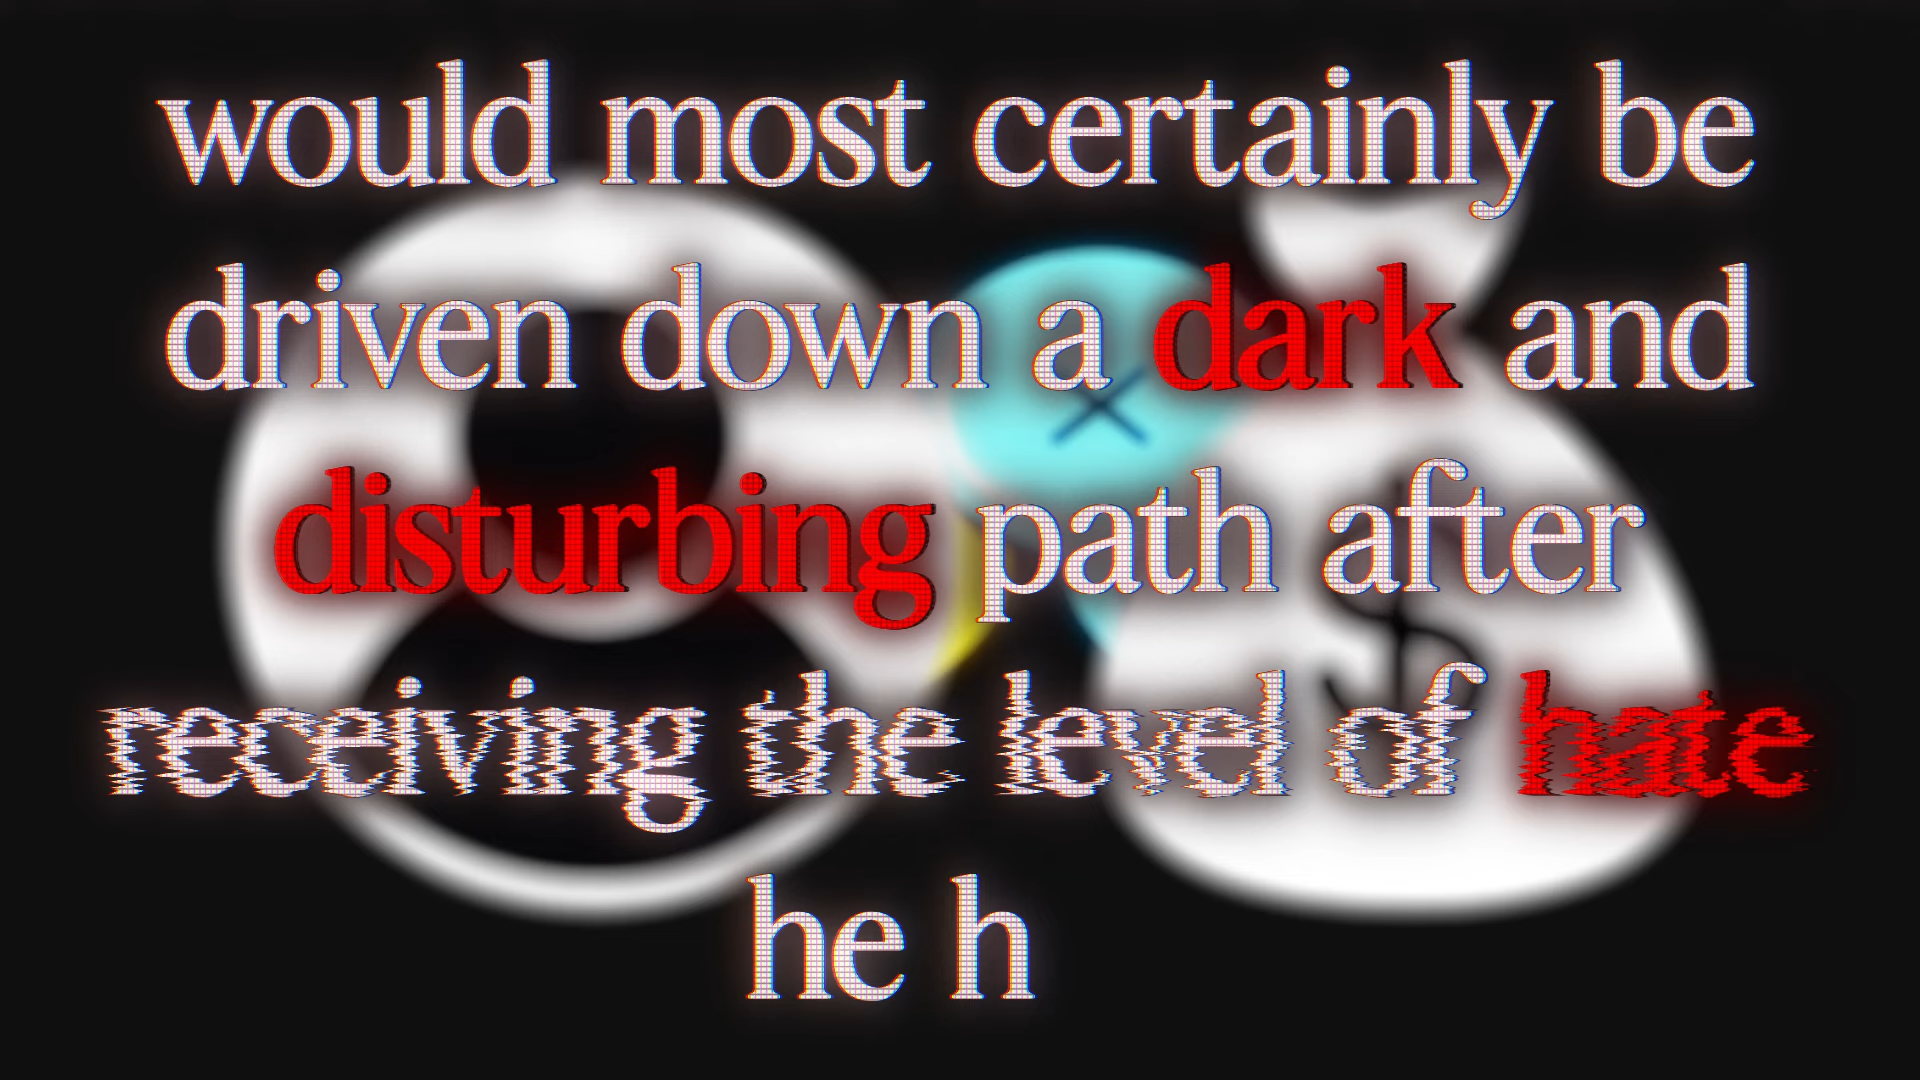 would most certainly be
driven down a dark and
disturbing path after
receiving the level of hate
he h